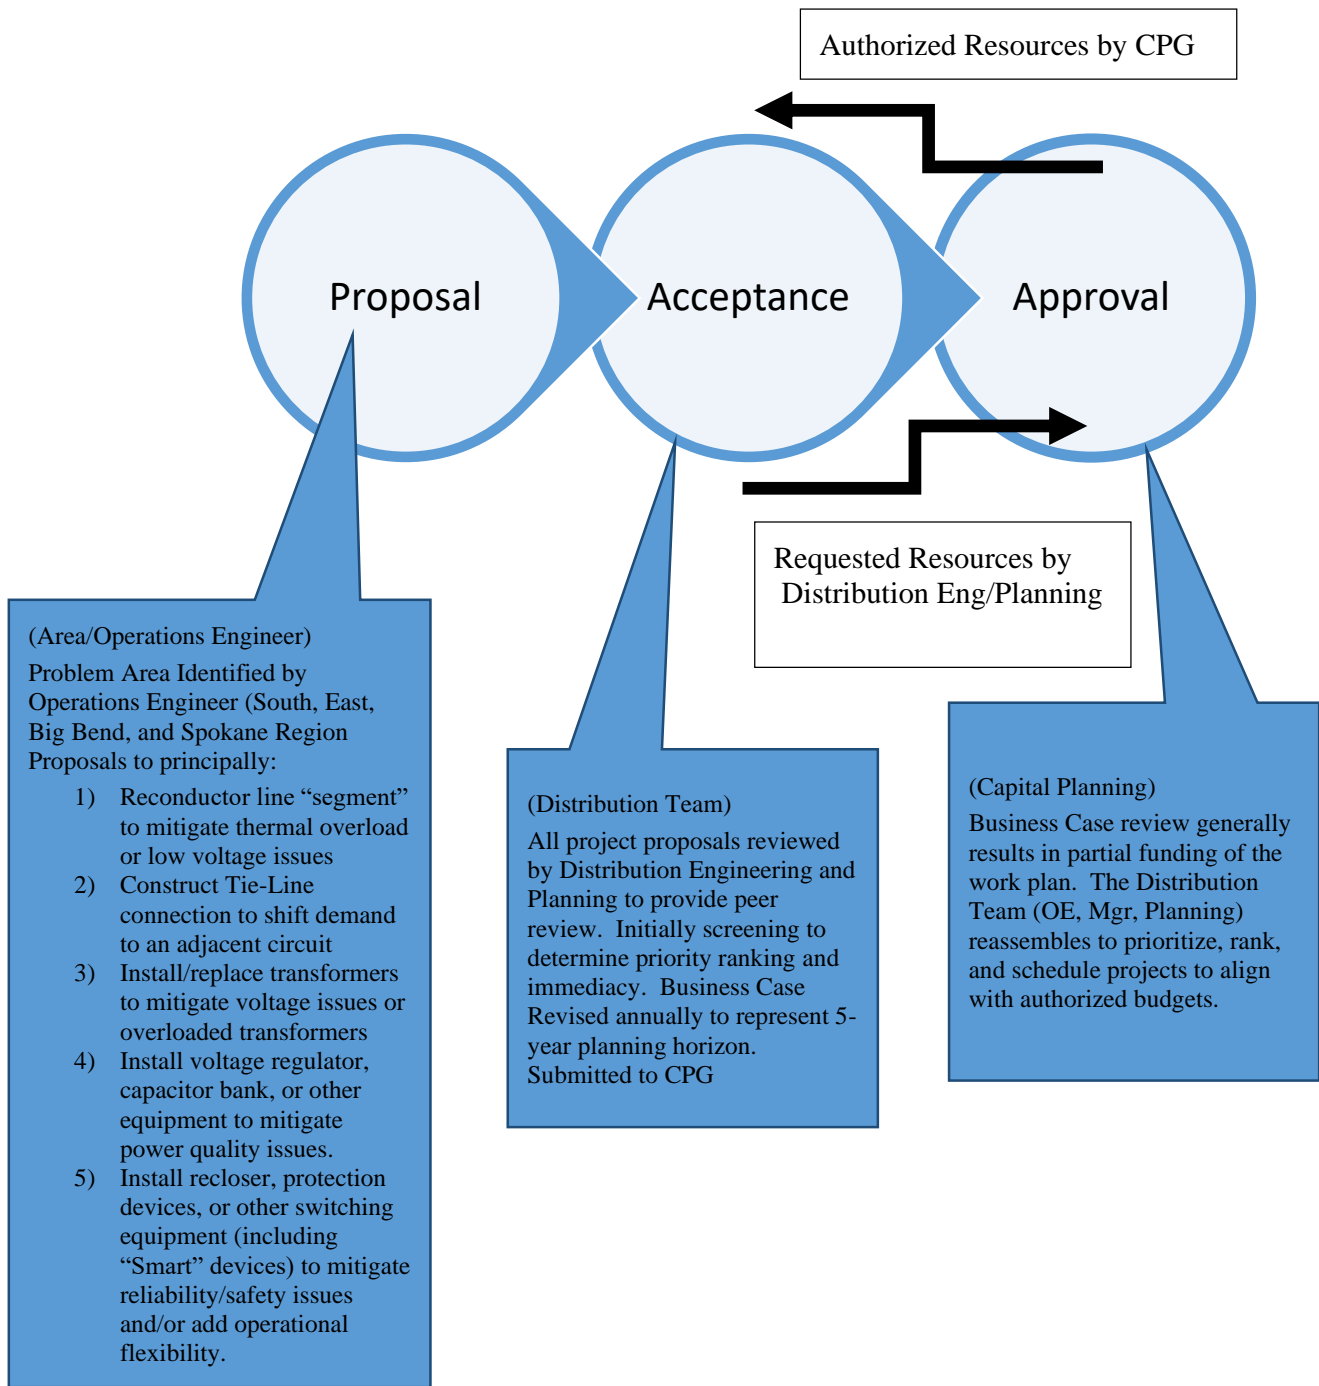 Authorized Resources by CPG
Proposal
Acceptance
Approval
Requested Resources by
Distribution Eng/Planning
(Area/Operations Engineer)
Problem Area Identified by
Operations Engineer (South, East,
Big Bend, and Spokane Region
Proposals to principally:
1) Reconductor line “segment”
to mitigate thermal overload
or low voltage issues
2) Construct Tie-Line
connection to shift demand
to an adjacent circuit
3) Install/replace transformers
to mitigate voltage issues or
overloaded transformers
4) Install voltage regulator,
capacitor bank, or other
equipment to mitigate
power quality issues.
5) Install recloser, protection
devices, or other switching
equipment (including
“Smart” devices) to mitigate
reliability/safety issues
and/or add operational
flexibility.
(Distribution Team)
All project proposals reviewed
by Distribution Engineering and
Planning to provide peer
review.  Initially screening to
determine priority ranking and
immediacy.  Business Case
Revised annually to represent 5-
year planning horizon.
Submitted to CPG
(Capital Planning)
Business Case review generally
results in partial funding of the
work plan.  The Distribution
Team (OE, Mgr, Planning)
reassembles to prioritize, rank,
and schedule projects to align
with authorized budgets.